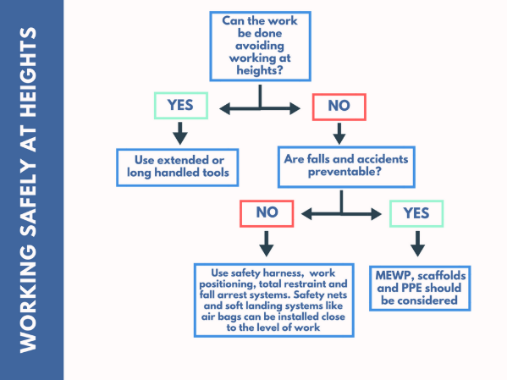 WORKING SAFELY AT HEIGHTS
Can the work
be done
avoiding
working at
heights?
YES
NO
Use extended or
long handled tools
Are falls and accidents
preventable?
NO
YES
Use safety harness, work
positioning, total restraint and
fall arrest systems. Safety nets
and soft landing systems like
air bags can be installed close
to the level of work
MEWP, scaffolds
and PPE should
be considered